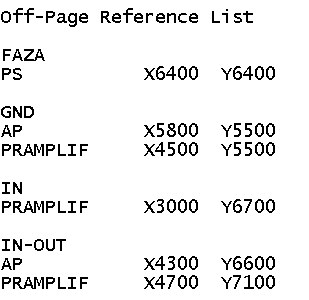 Off-Page Reference List
FAZA
PS X6400 Y6400
GND
AP X5800 Y5500
PRAMPLIF X4500 Y5500
IN
PRAMPLIF X3000 Y6700
IN-OUT
AP X4300 Y6600
PRAMPLIF X4700 Y7100